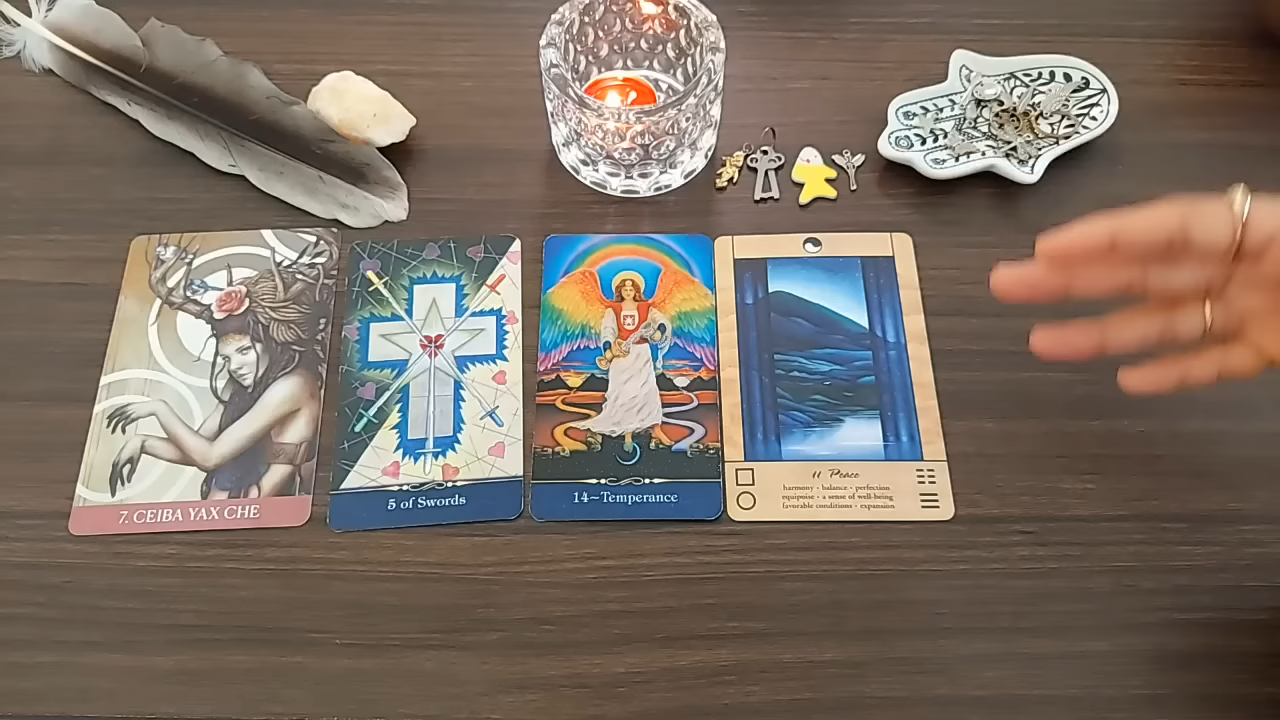 7. CEIBA YAX CHE
5 of Swords
14~Temperance
11 Peace
harmony • balance • perfection
equipoise • a sense of well-being
favorable conditions • expansion